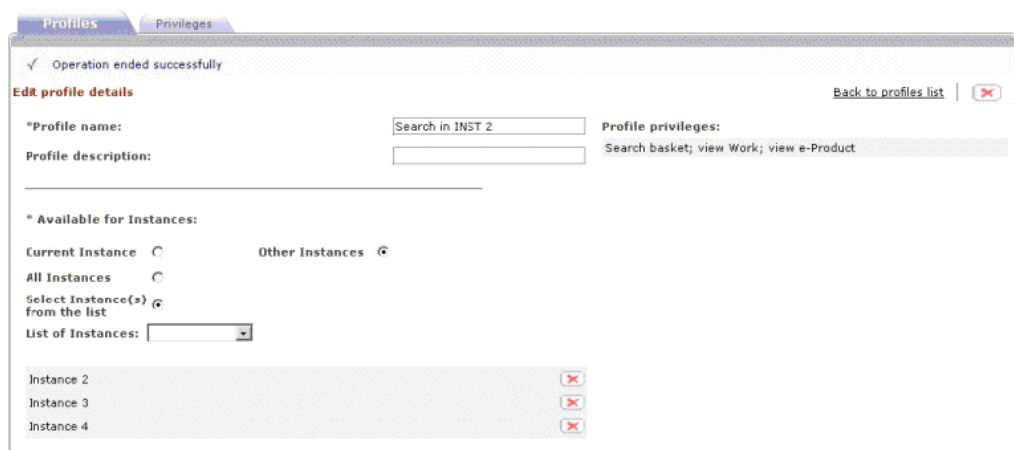 Profiles Privileges
Operation ended successfully
Edit profile details Back to profiles list
*Profile name: Search in INST 2 Profile privileges:
Search basket; view Work; view e-Product
Profile description:
* Available for Instances:
Current Instance Other Instances
All Instances
Select Instance(s)
from the list
List of Instances:
Instance 2
Instance 3
Instance 4